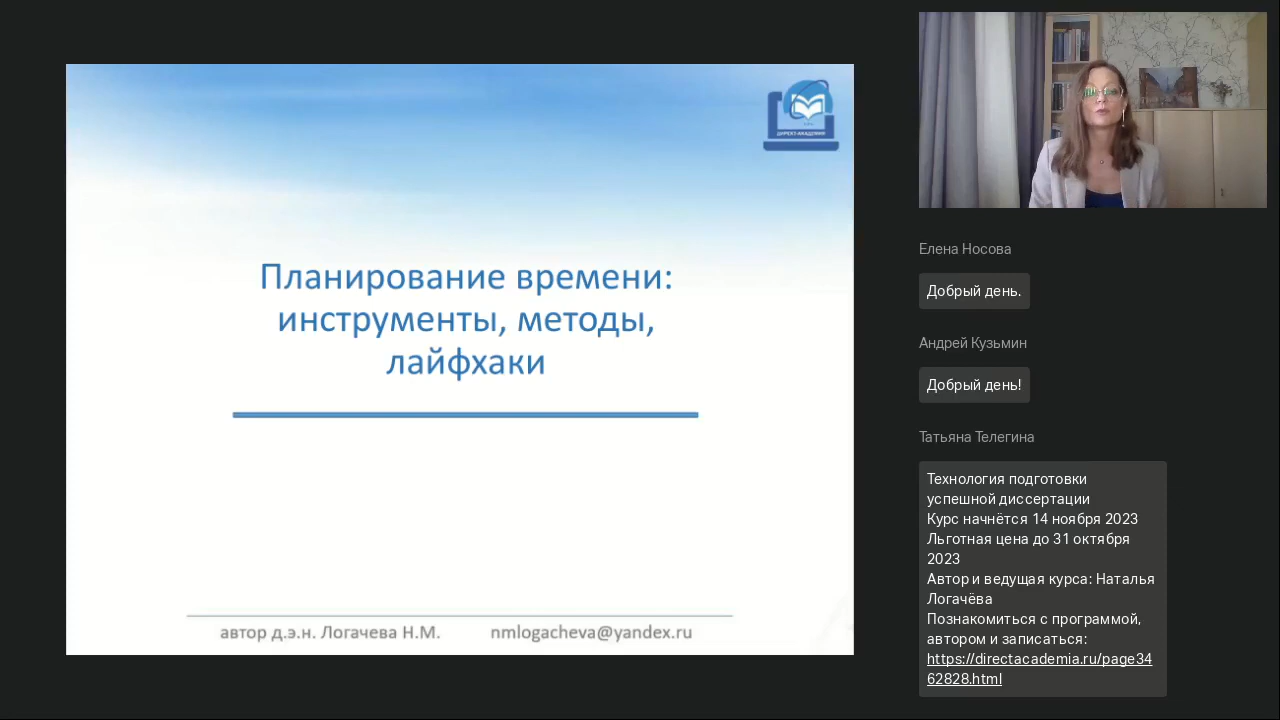 ДИРЕКТ-АКАДЕМИЯ
Планирование времени:
инструменты, методы,
лайфхаки
автор д.э.н. Логачева Н.М.
nmlogacheva@yandex.ru
Елена Носова
Добрый день.
Андрей Кузьмин
Добрый день!
Татьяна Телегина
Технология подготовки
успешной диссертации
Курс начнётся 14 ноября 2023
Льготная цена до 31 октября
2023
Автор и ведущая курса: Наталья
Логачёва
Познакомиться с программой,
автором и записаться:
https://directacademia.ru/page34
62828.html